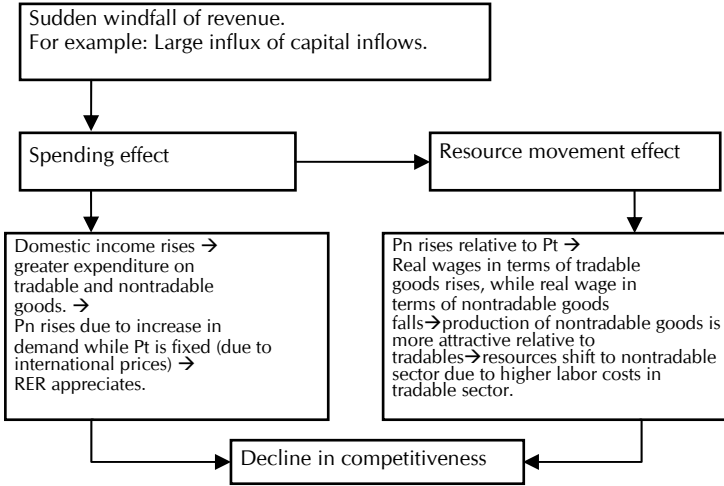 Sudden windfall of revenue.
For example: Large influx of capital inflows.
Spending effect
Resource movement effect
Domestic income rises →
greater expenditure on
tradable and nontradable
goods. →
Pn rises due to increase in
demand while Pt is fixed (due to
international prices) →
RER appreciates.
Pn rises relative to Pt →
Real wages in terms of tradable
goods rises, while real wage in
terms of nontradable goods
falls→production of nontradable goods is
more attractive relative to
tradables→resources shift to nontradable
sector due to higher labor costs in
tradable sector.
Decline in competitiveness